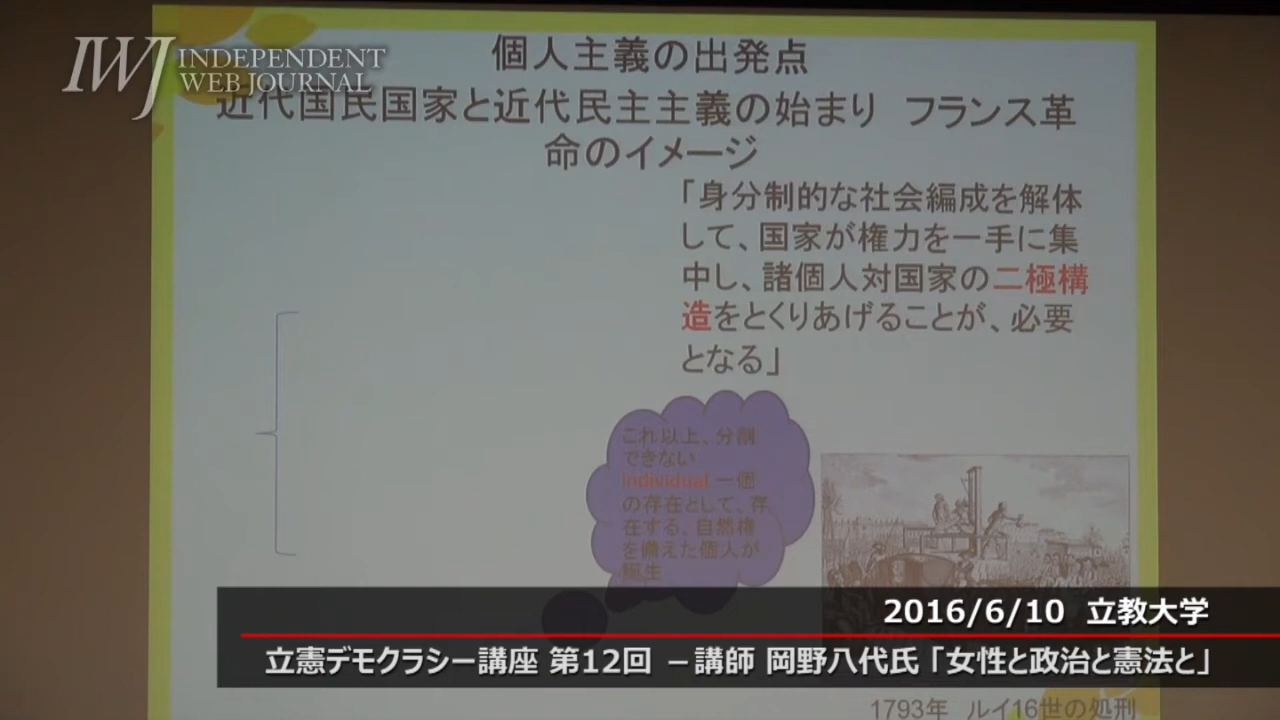 IWJ INDEPENDENT
WEB JOURNAL
個人主義の出発点
近代国民国家と近代民主主義の始まり フランス革
命のイメージ
「身分制的な社会編成を解体
して、国家が権力を一手に集
中し、諸個人対国家の二極構
造をとくりあげることが、必要
となる」
これ以上、分割
できない
individual 一個
の存在として、存
在する、自然権
を備えた個人が
誕生
2016/6/10 立教大学
立憲デモクラシー講座 第12回 －講師 岡野八代氏「女性と政治と憲法と」
1793年 ルイ16世の処刑